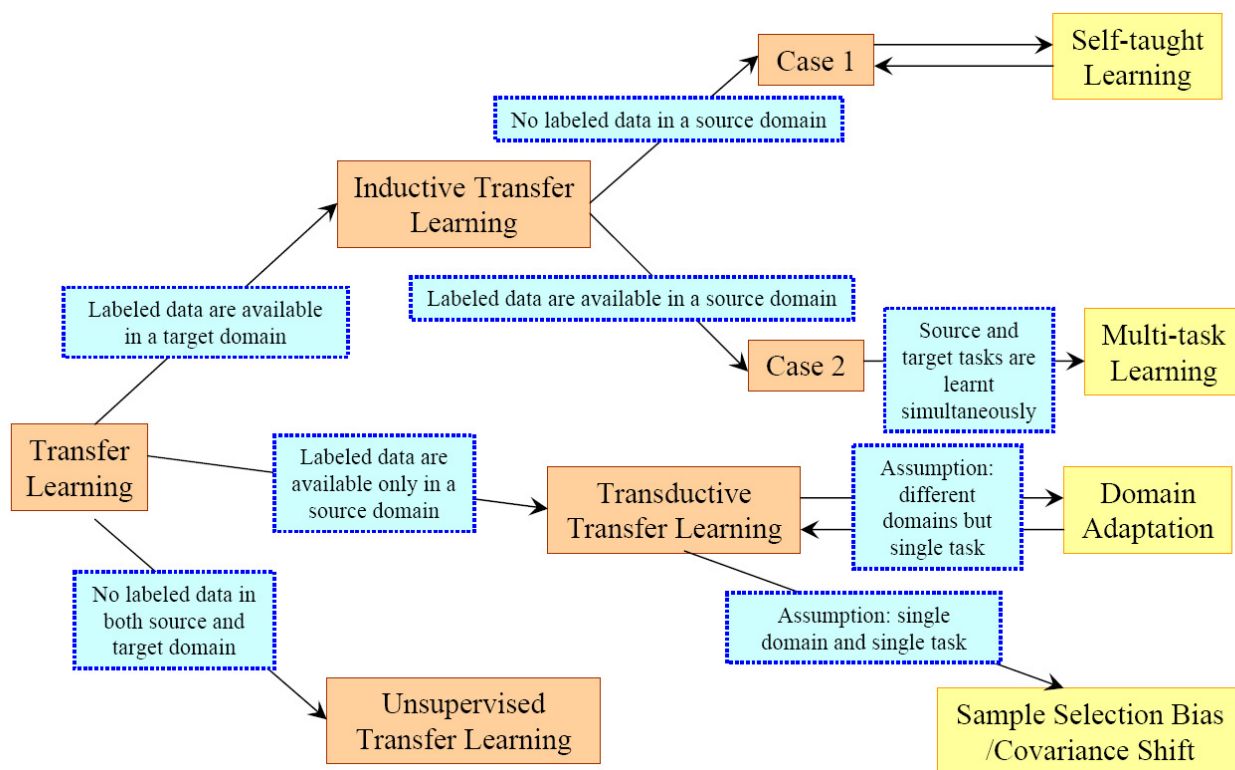 Case 1
Self-taught
Learning
No labeled data in a source domain
Inductive Transfer
Learning
Labeled data are available
in a target domain
Labeled data are available in a source domain
Case 2
Source and
target tasks are
learnt
simultaneously
Multi-task
Learning
Transfer
Learning
Labeled data are
available only in a
source domain
Transductive
Transfer Learning
Assumption:
different
domains but
single task
Domain
Adaptation
No labeled data in
both source and
target domain
Assumption: single
domain and single task
Unsupervised
Transfer Learning
Sample Selection Bias
/Covariance Shift